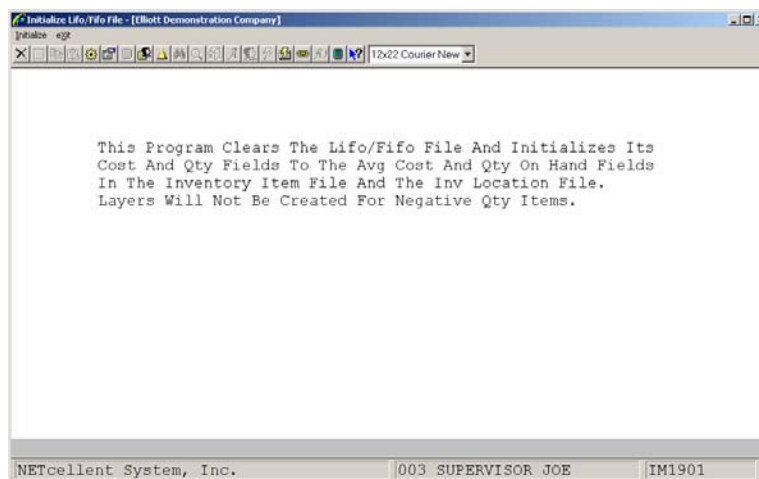 Initialize Lifo/Fifo File - [Elliott Demonstration Company]
Initialize eXit
12x22 Courier New
This Program Clears The Lifo/Fifo File And Initializes Its
Cost And Qty Fields To The Avg Cost And Qty On Hand Fields
In The Inventory Item File And The Inv Location File.
Layers Will Not Be Created For Negative Qty Items.
NETcellent System, Inc. 003 SUPERVISOR JOE IM1901